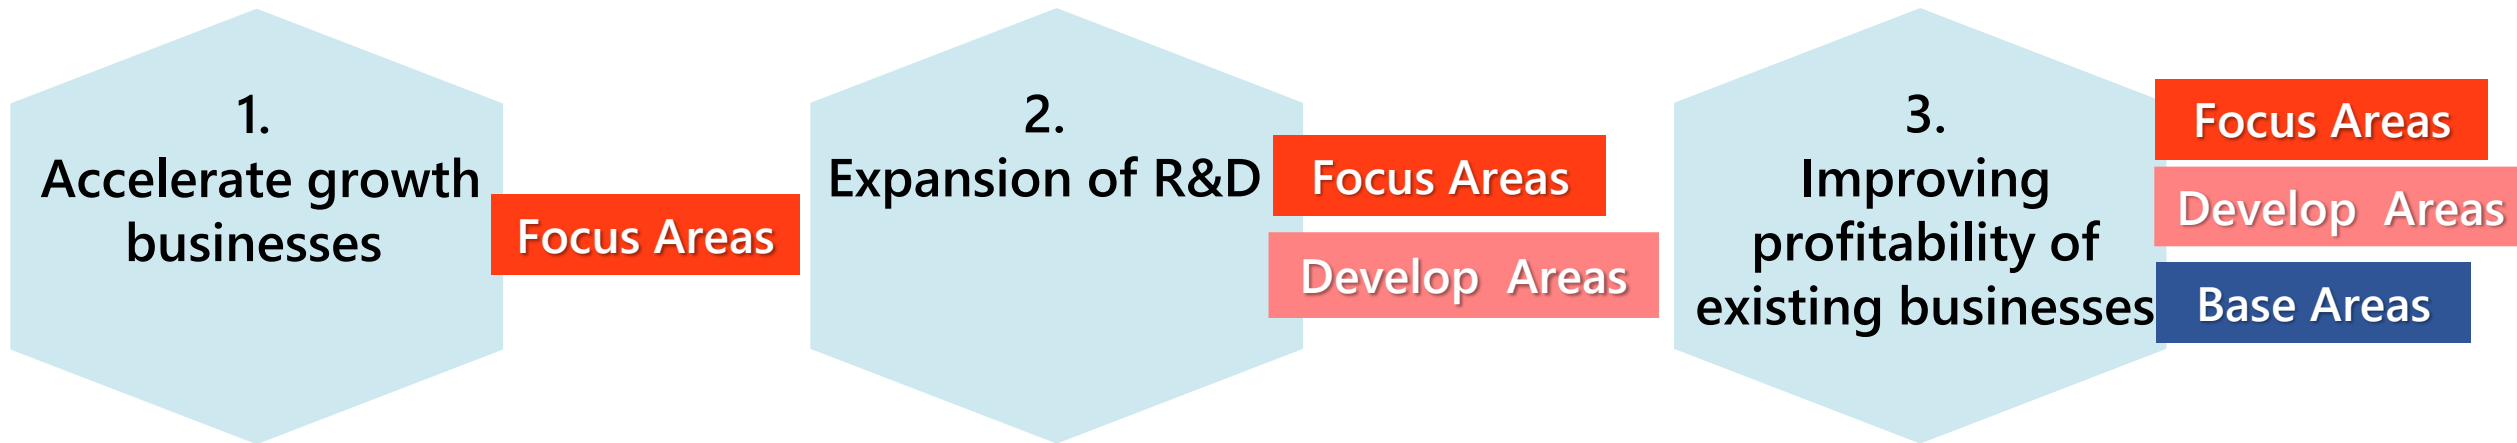 1.
Accelerate growth
businesses
Focus Areas
2.
Expansion of R&D
Focus Areas
Develop  Areas
3.
Improving
profitability of
existing businesses
Focus Areas
Develop  Areas
Base Areas